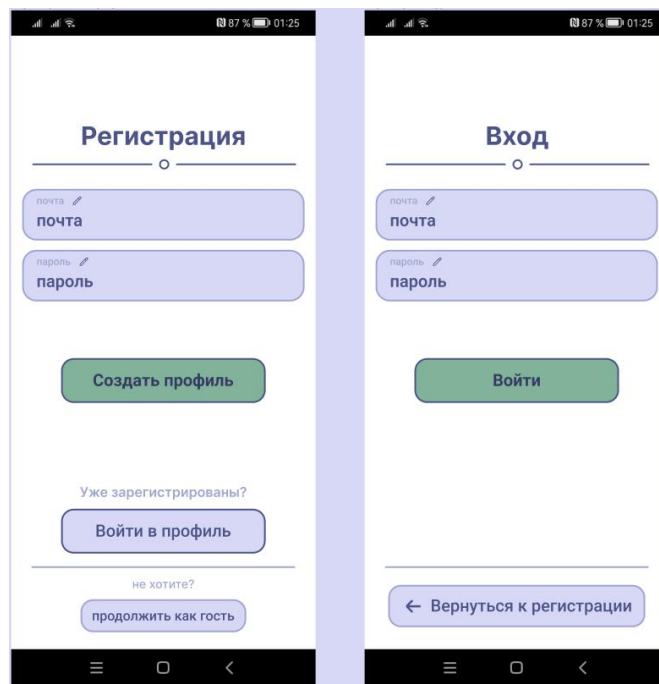 87 % 01:25
Регистрация
почта
почта
пароль
пароль
Создать профиль
Уже зарегистрированы?
Войти в профиль
не хотите?
продолжить как гость
87 % 01:25
Вход
почта
почта
пароль
пароль
Войти
← Вернуться к регистрации